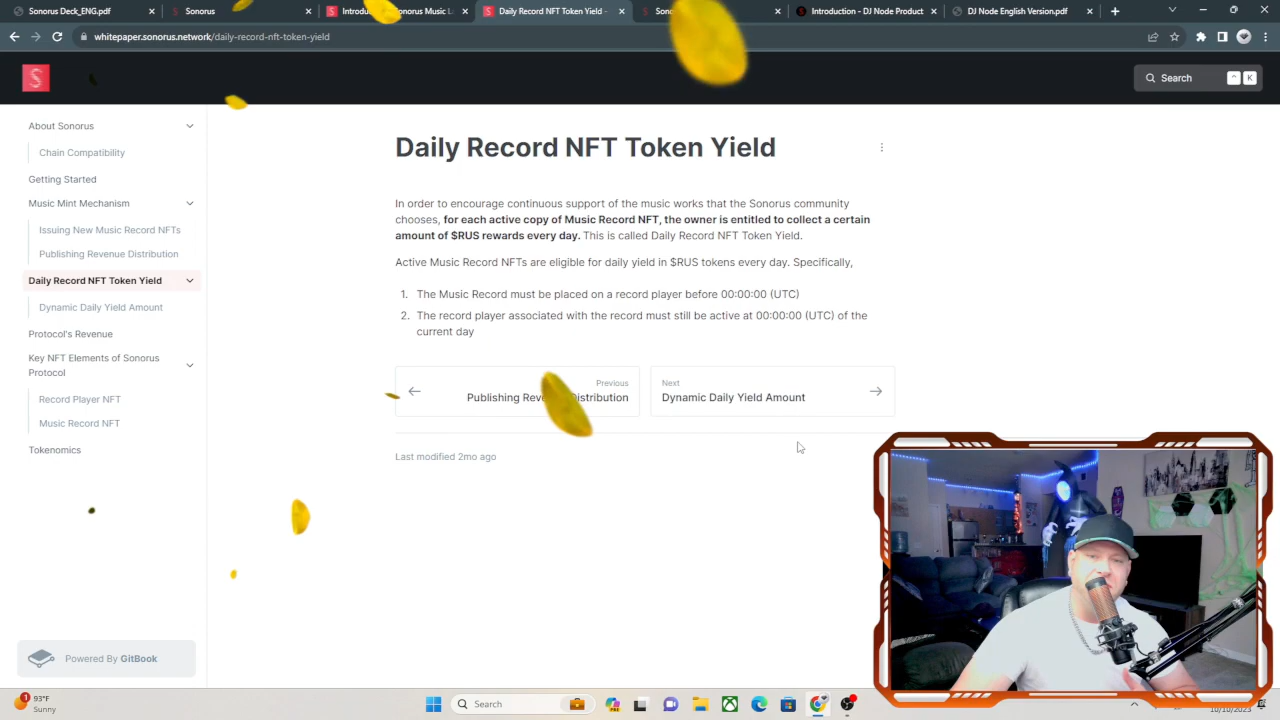 Sonorus Deck_ENG.pdf
Sonorus
Daily Record NFT Token Yield -
Introduction - DJ Node Product
DJ Node English Version.pdf
whitepaper.sonorus.network/daily-record-nft-token-yield
S
Search
K
About Sonorus
Chain Compatibility
Getting Started
Music Mint Mechanism
Issuing New Music Record NFTs
Publishing Revenue Distribution
Daily Record NFT Token Yield
Dynamic Daily Yield Amount
Protocol's Revenue
Key NFT Elements of Sonorus
Protocol
Record Player NFT
Music Record NFT
Tokenomics
Powered By GitBook
Daily Record NFT Token Yield
In order to encourage continuous support of the music works that the Sonorus community
chooses, for each active copy of Music Record NFT, the owner is entitled to collect a certain
amount of $RUS rewards every day. This is called Daily Record NFT Token Yield.
Active Music Record NFTs are eligible for daily yield in $RUS tokens every day. Specifically,
1. The Music Record must be placed on a record player before 00:00:00 (UTC)
2. The record player associated with the record must still be active at 00:00:00 (UTC) of the
current day
Previous
Publishing Distribution
Next
Dynamic Daily Yield Amount
Last modified 2mo ago
1
93°F
Sunny
Search
10/10/2023